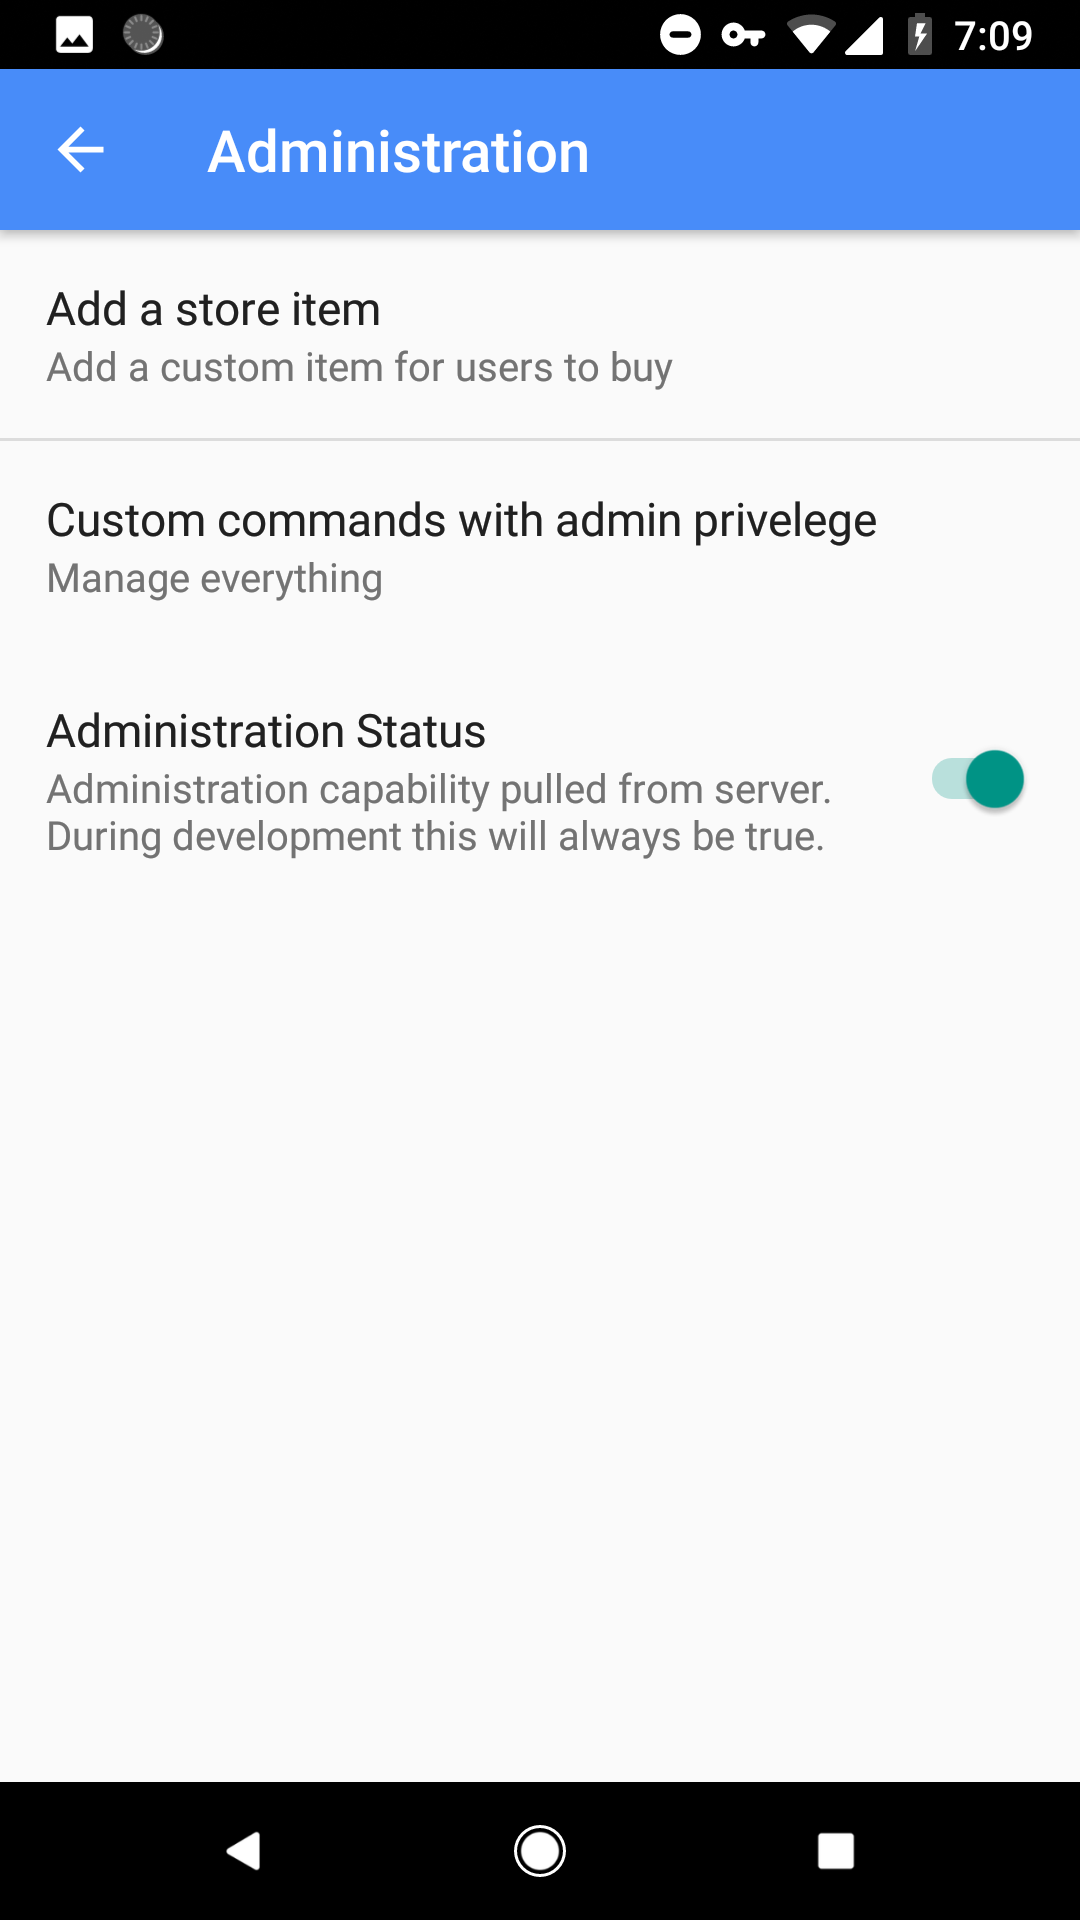 7:09
Administration
Add a store item
Add a custom item for users to buy
Custom commands with admin privelege
Manage everything
Administration Status
Administration capability pulled from server.
During development this will always be true.